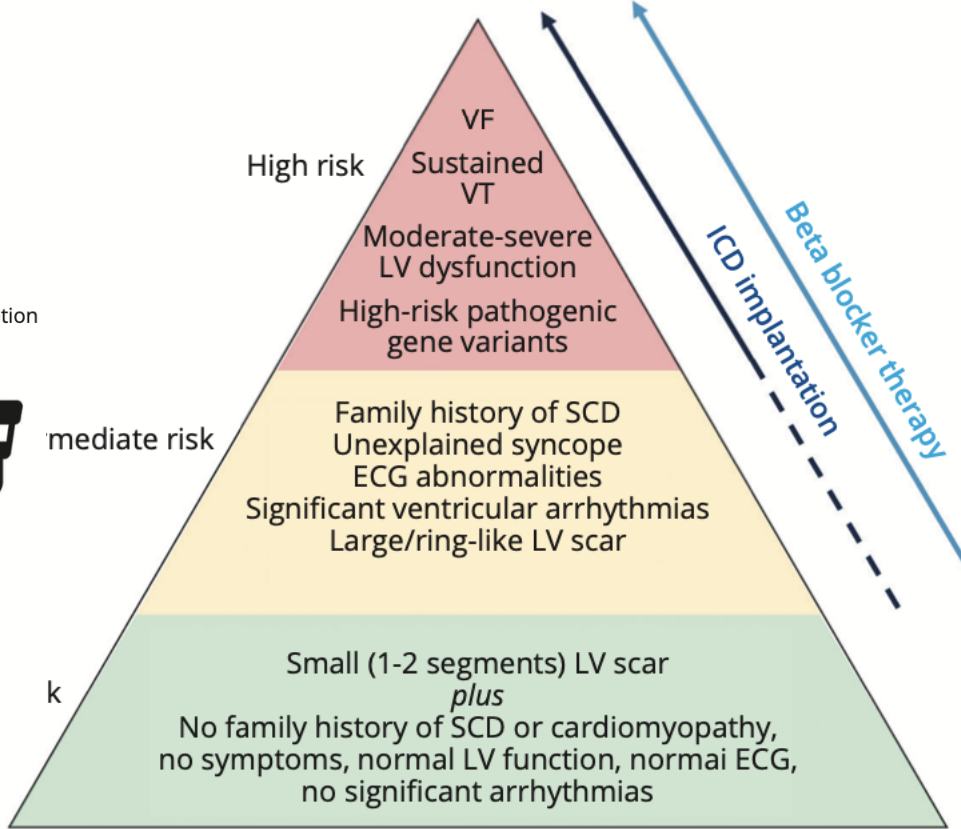 VF
High risk
Sustained
VT
Moderate-severe
LV dysfunction
High-risk pathogenic
gene variants
ICD implantation
Beta blocker therapy
tion
Family history of SCD
Unexplained syncope
mediate risk
ECG abnormalities
Significant ventricular arrhythmias
Large/ring-like LV scar
Small (1-2 segments) LV scar
k
plus
No family history of SCD or cardiomyopathy,
no symptoms, normal LV function, normai ECG,
no significant arrhythmias